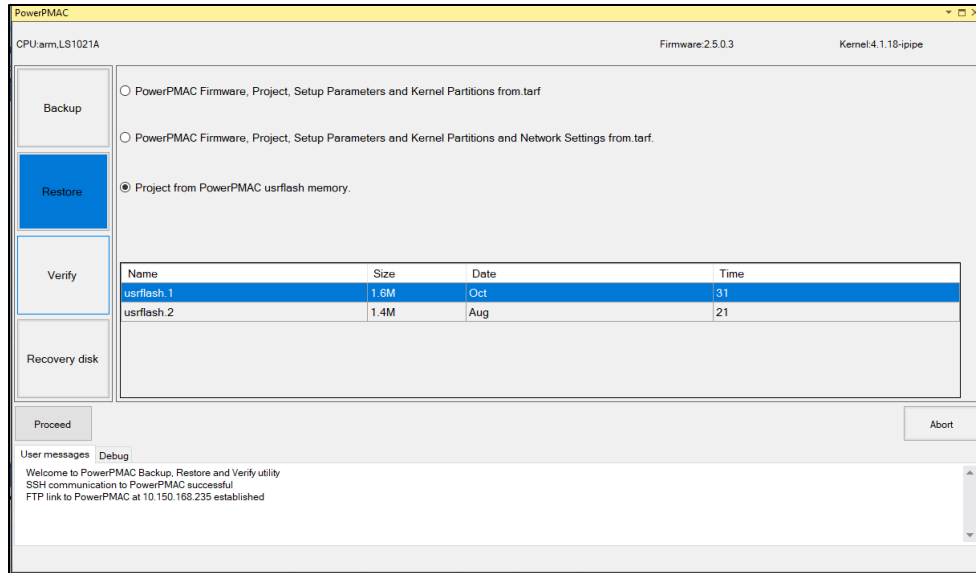 PowerPMAC
CPU:arm,LS1021A Firmware:2.5.0.3 Kernel:4.1.18-ipipe
Backup
Restore
Verify
Recovery disk
PowerPMAC Firmware, Project, Setup Parameters and Kernel Partitions from.tarf
PowerPMAC Firmware, Project, Setup Parameters and Kernel Partitions and Network Settings from.tarf.
Project from PowerPMAC usrflash memory.
Name Size Date Time
usrflash.1 1.6M Oct 31
usrflash.2 1.4M Aug 21
Proceed Abort
User messages Debug
Welcome to PowerPMAC Backup, Restore and Verify utility
SSH communication to PowerPMAC successful
FTP link to PowerPMAC at 10.150.168.235 established